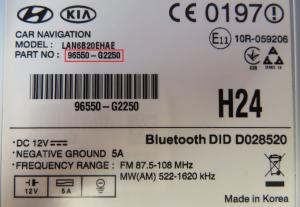 KIA
CE 0197 !
CAR NAVIGATION
MODEL: LAN6B20EHAE
PART NO : 96550-G2250
E11 10R-059206
96550-G2250
H24
•DC 12V
•NEGATIVE GROUND 5A
•FREQUENCY RANGE : FM 87.5-108 MHz
MW(AM) 522-1620 kHz
Bluetooth DID D028520
12V
5A
Made in Korea